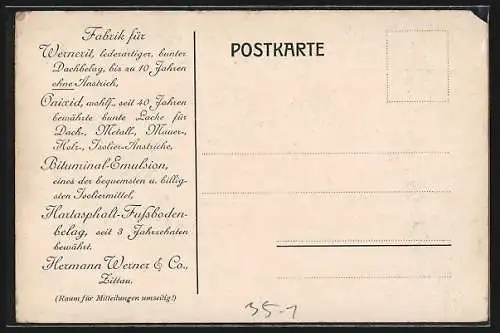 Fabrik für
Wernerit, lederartiger, bunter
Dachbelag, bis zu 10 Jahren
ohne Anstrich,
Onixid, wohlf., seit 40 Jahren
bewährte bunte Lacke für
Dach-, Metall-, Mauer-,
Holz-, Isolier-Anstriche,
Bituminal-Emulsion,
eines der bequemsten u. billig-
sten Isoliermittel,
Hartasphalt-Fußboden-
belag, seit 3 Jahrzehnten
bewährt.
Hermann Werner & Co.,
Zittau.
(Raum für Mitteilungen umseitig!)
POSTKARTE
35-1